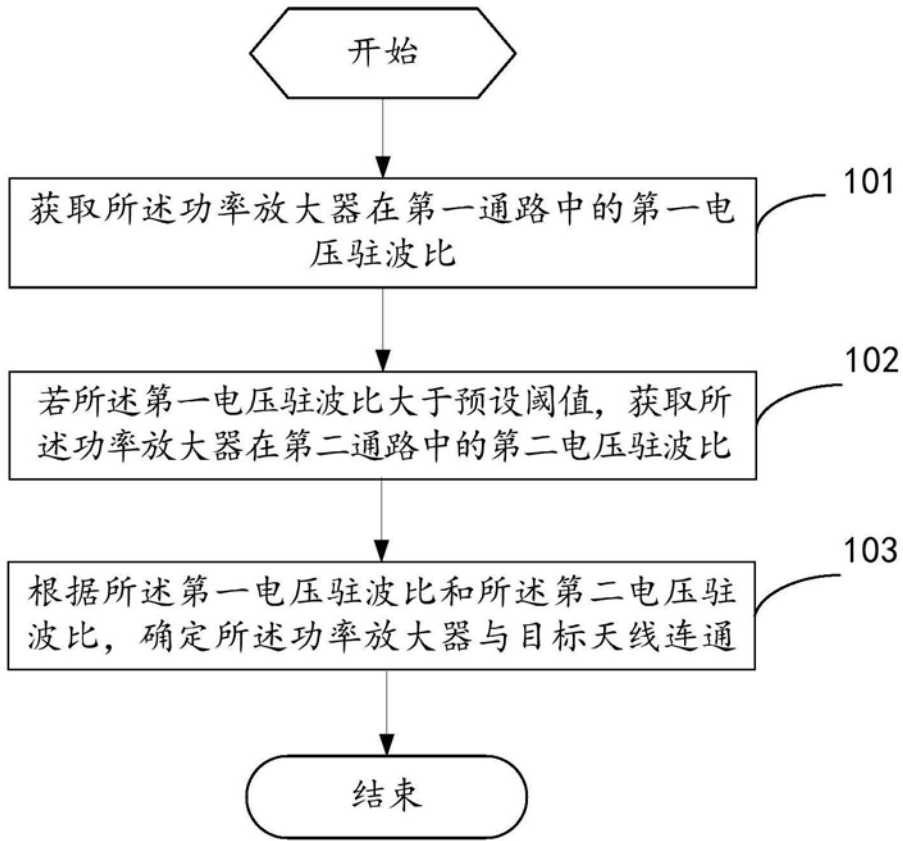 开始
101
获取所述功率放大器在第一通路中的第一电
压驻波比
102
若所述第一电压驻波比大于预设阈值，获取所
述功率放大器在第二通路中的第二电压驻波比
103
根据所述第一电压驻波比和所述第二电压驻
波比，确定所述功率放大器与目标天线连通
结束